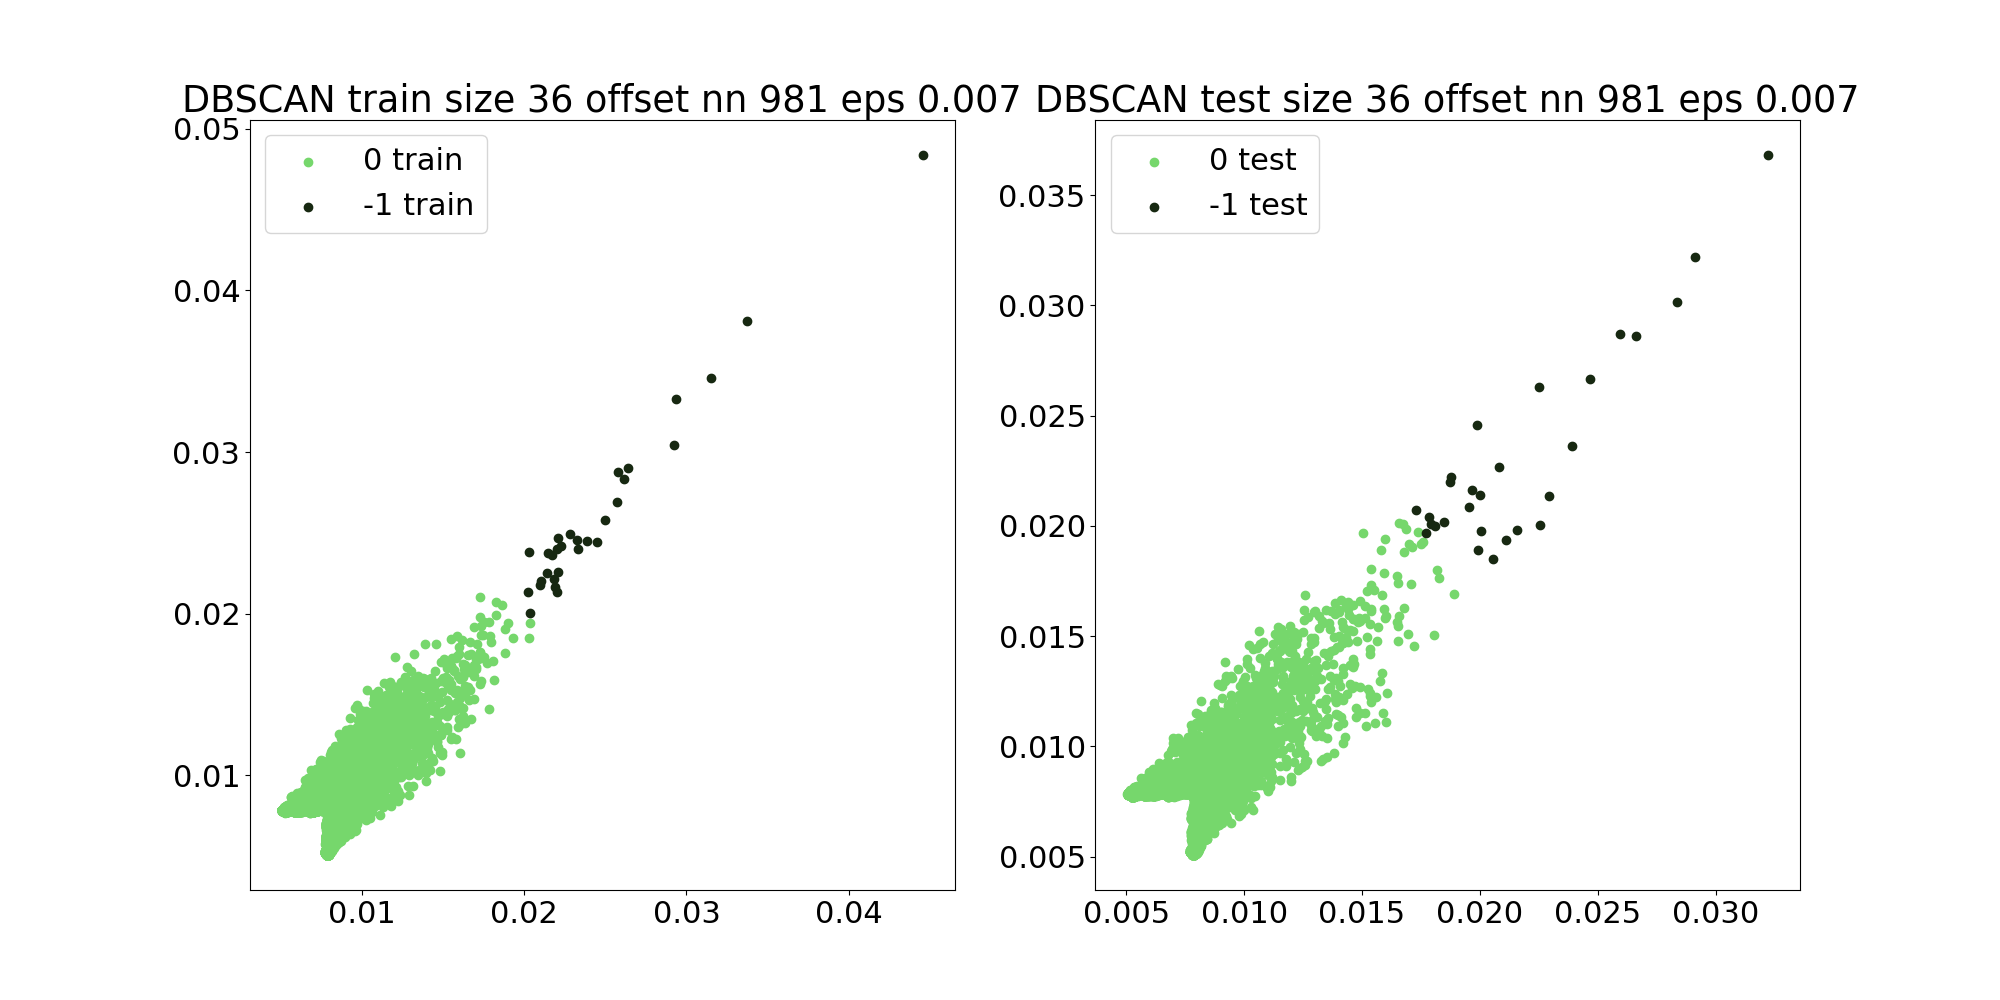 DBSCAN train size 36 offset nn 981 eps 0.007
0 train
-1 train
0.05
0.04
0.03
0.02
0.01
0.01 0.02 0.03 0.04
DBSCAN test size 36 offset nn 981 eps 0.007
0 test
-1 test
0.035
0.030
0.025
0.020
0.015
0.010
0.005
0.005 0.010 0.015 0.020 0.025 0.030